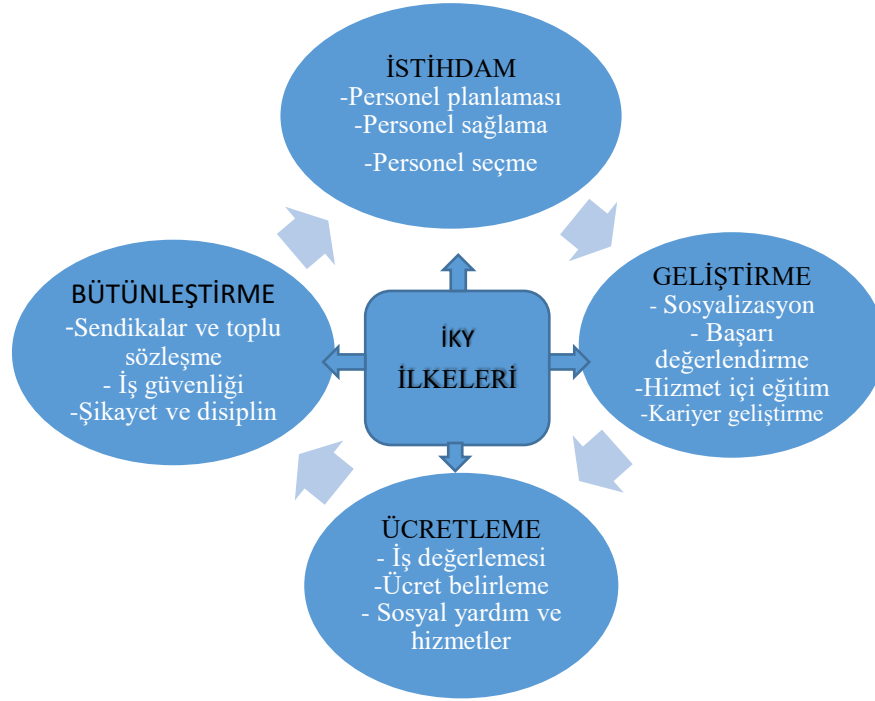 İSTİHDAM
-Personel planlaması
-Personel sağlama
-Personel seçme
BÜTÜNLEŞTİRME
-Sendikalar ve toplu
sözleşme
- İş güvenliği
-Şikayet ve disiplin
İKY
İLKELERİ
GELİŞTİRME
- Sosyalizasyon
- Başarı
değerlendirme
-Hizmet içi eğitim
-Kariyer geliştirme
ÜCRETLEME
- İş değerlemesi
-Ücret belirleme
- Sosyal yardım ve
hizmetler